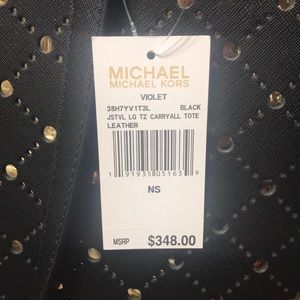 MICHAEL
MICHAEL KORS
VIOLET
38H7YV1T3L BLACK
JSTVL LG TZ CARRYALL TOTE
LEATHER
1 91935 05163 9
NS
MSRP $348.00